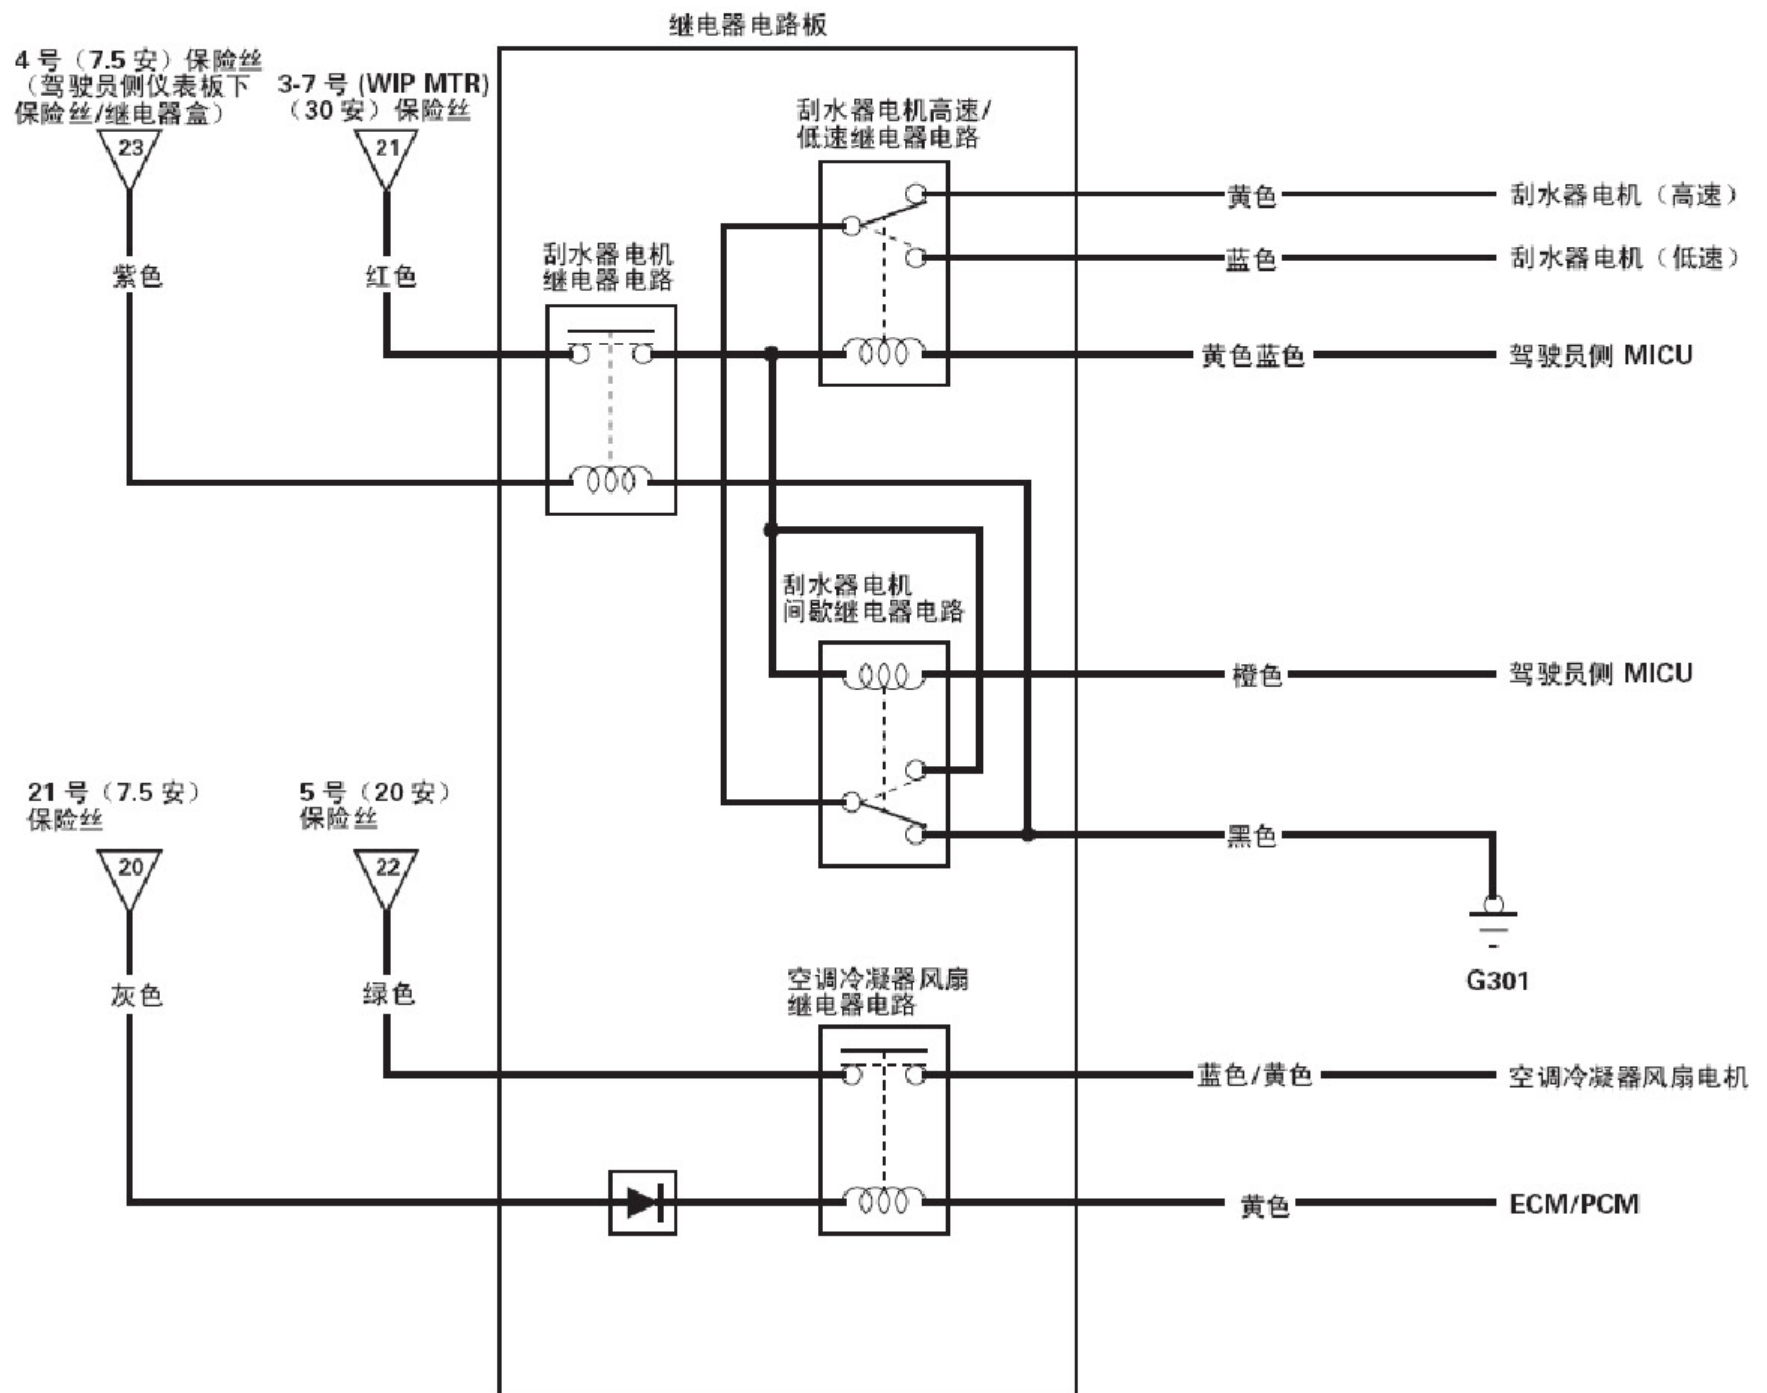 继电器电路板
4 号（7.5 安）保险丝
（驾驶员侧仪表板下
保险丝/继电器盒）
3-7 号 (WIP MTR)
（30 安）保险丝
23
21
刮水器电机高速/
低速继电器电路
黄色
刮水器电机（高速）
蓝色
刮水器电机（低速）
紫色
红色
刮水器电机
继电器电路
黄色蓝色
驾驶员侧 MICU
刮水器电机
间歇继电器电路
橙色
驾驶员侧 MICU
21 号（7.5 安）
保险丝
5 号（20 安）
保险丝
黑色
20
22
G301
灰色
绿色
空调冷凝器风扇
继电器电路
蓝色/黄色
空调冷凝器风扇电机
黄色
ECM/PCM